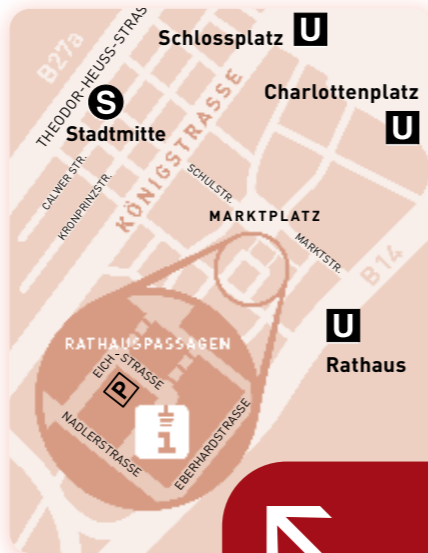 Schlossplatz U
B27a
THEODOR-HEUSS-STRAS
S
Stadtmitte
Charlottenplatz
U
KÖNIGSTRASSE
CALWER STR.
KRONPRINZSTR.
SCHULSTR.
MARKTPLATZ
MARKTSTR.
B14
U
Rathaus
RATHAUSPASSAGEN
EICH-STRASSE
P
i
NADLERSTRASSE
EBERHARDSTRASSE